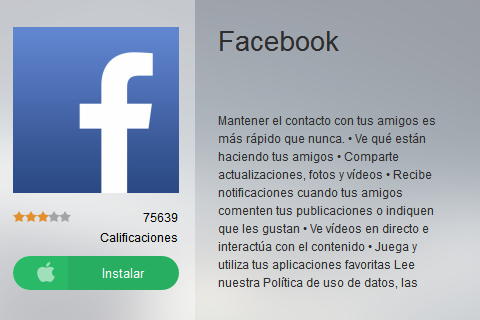 Facebook
Mantener el contacto con tus amigos es
más rápido que nunca. • Ve qué están
haciendo tus amigos • Comparte
actualizaciones, fotos y vídeos • Recibe
notificaciones cuando tus amigos
comenten tus publicaciones o indiquen
que les gustan • Ve vídeos en directo e
interactúa con el contenido • Juega y
utiliza tus aplicaciones favoritas Lee
nuestra Política de uso de datos, las
f
75639
Calificaciones
Instalar